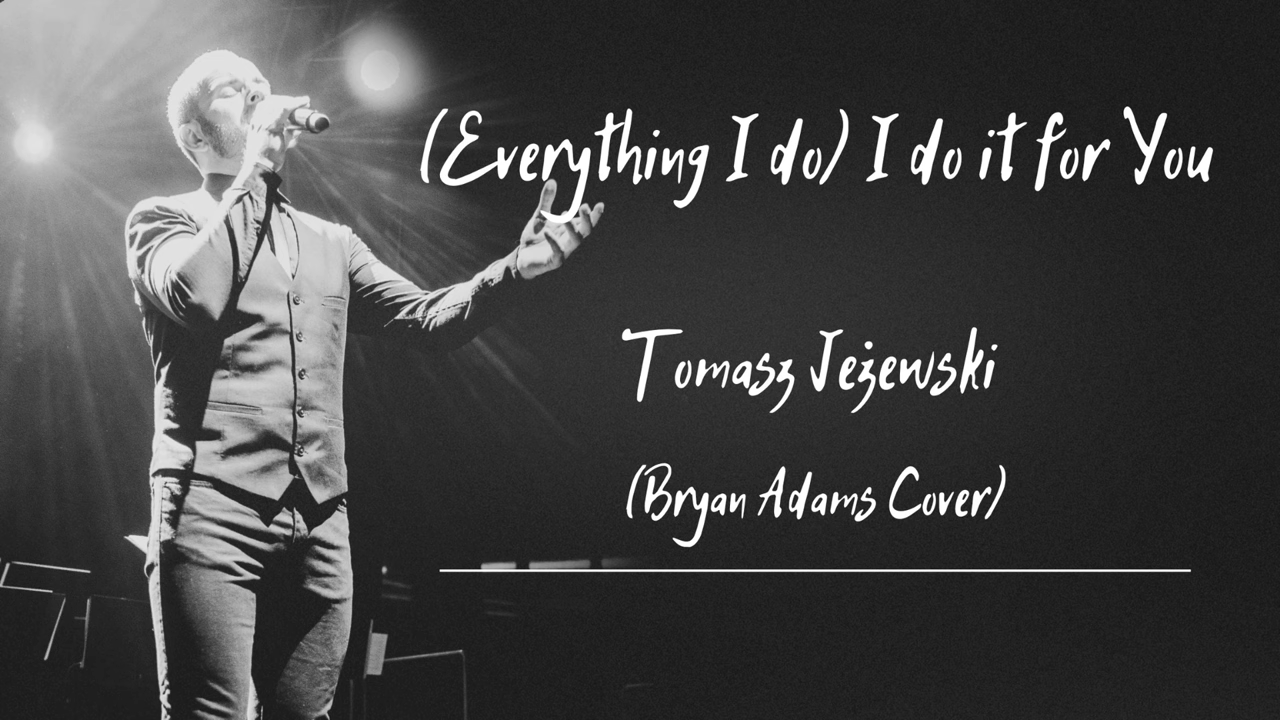 (Everything I do) I do it for You
Tomasz Jeżewski
(Bryan Adams Cover)